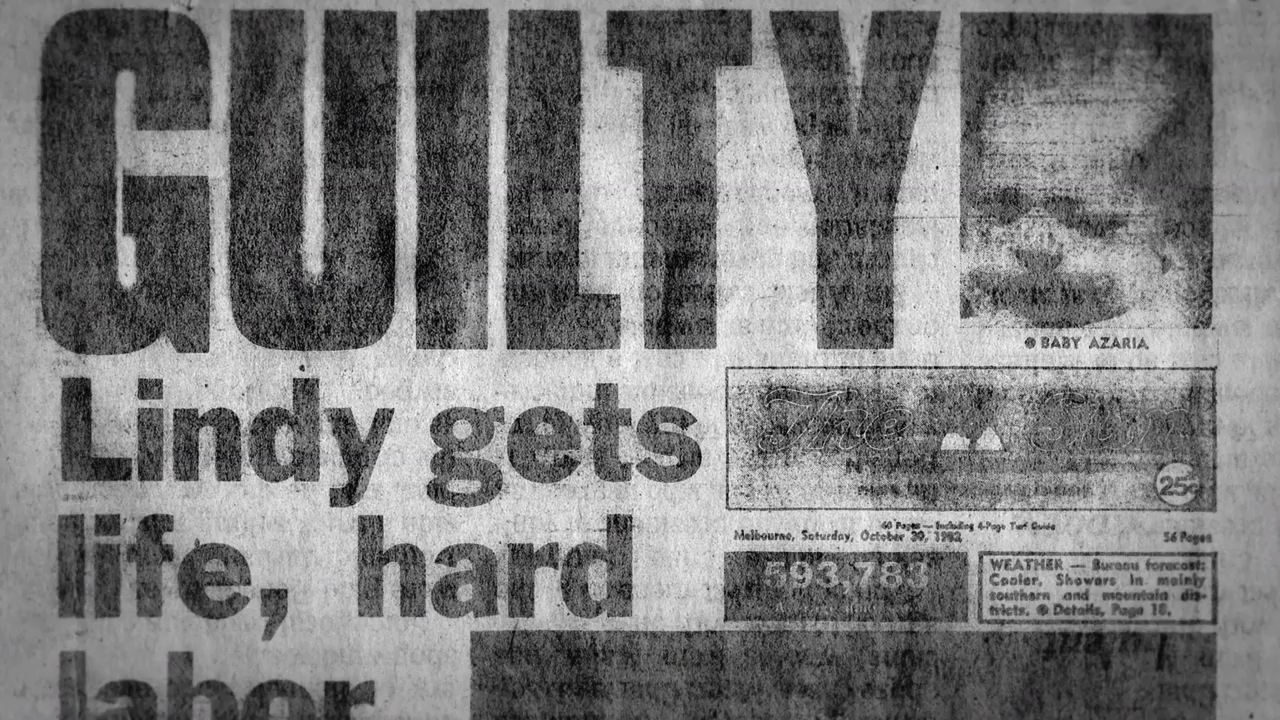 GUILTY
● BABY AZARIA
Lindy gets
life, hard
labor
The Sun
25c
60 Pages — Including 4-Page Turf Guide
Melbourne, Saturday, October 30, 1982
56 Pages
593,783
WEATHER — Bureau forecast:
Cooler, Showers in mainly
southern and mountain dis-
tricts. ● Details, Page 18.